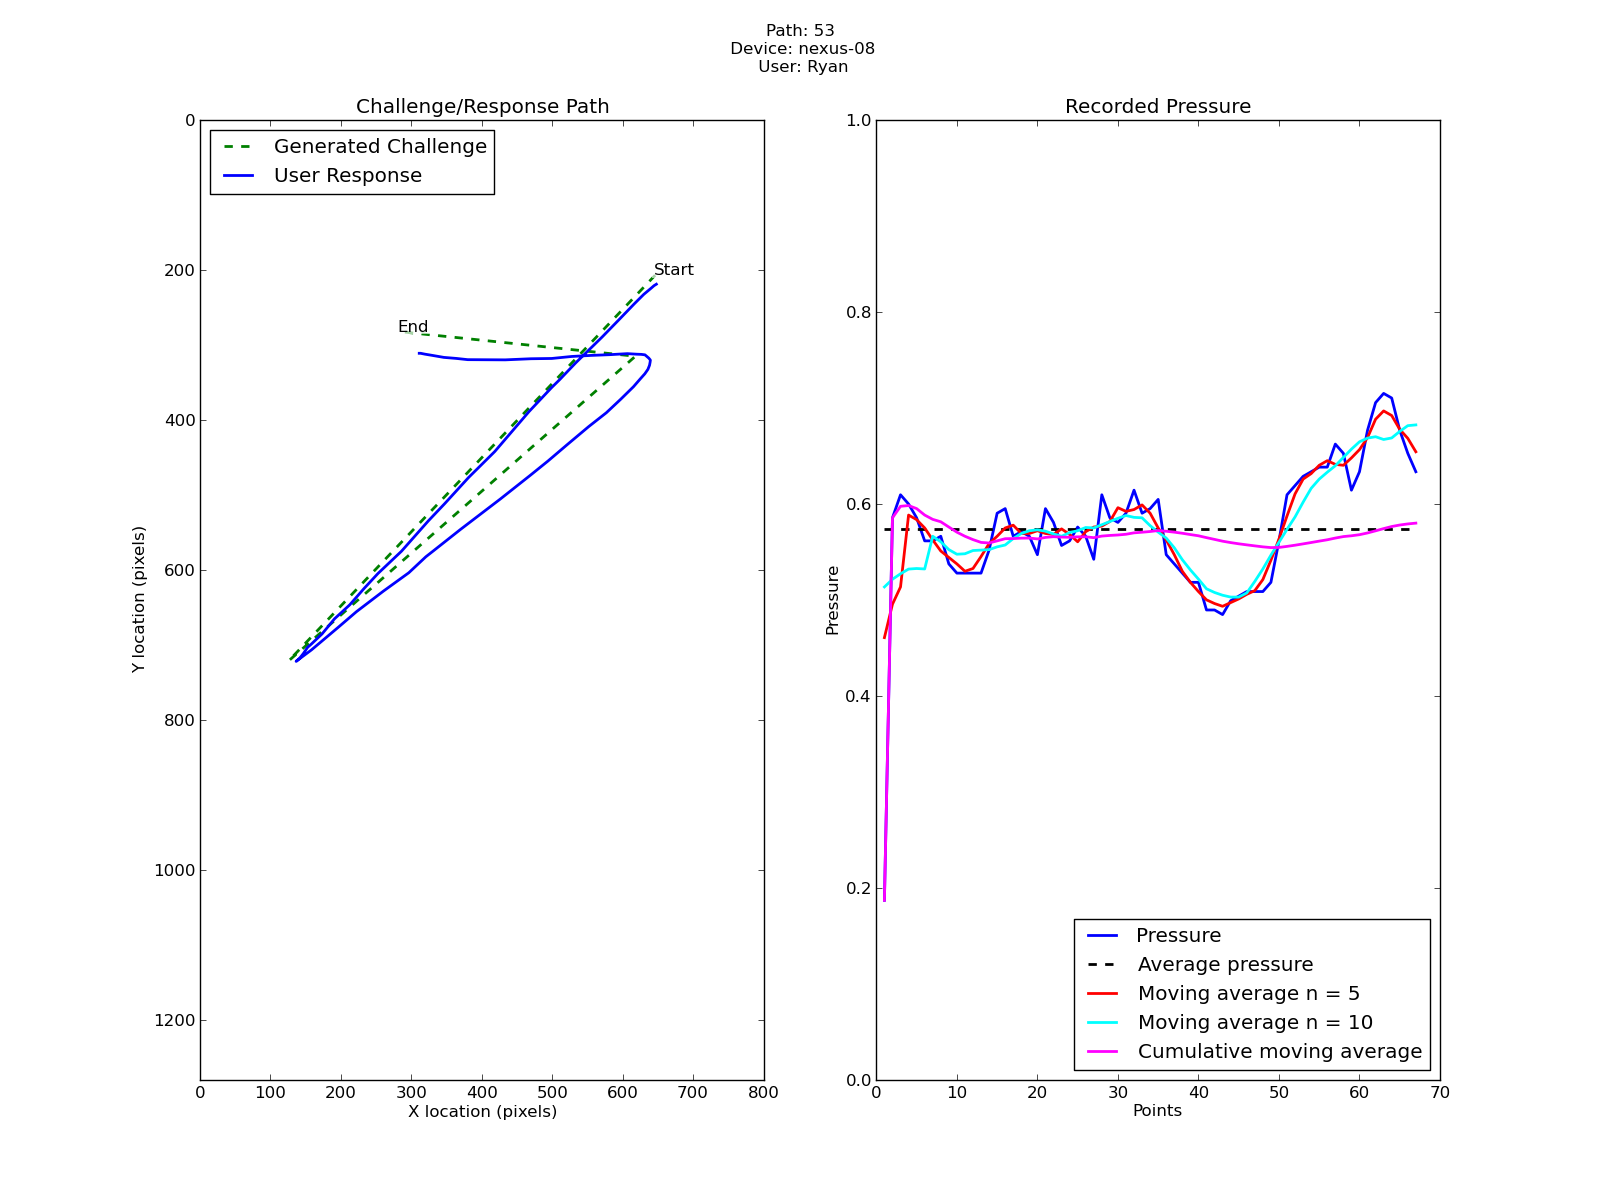 Path: 53
Device: nexus-08
User: Ryan
Challenge/Response Path
0
200
400
600
800
1000
1200
Y location (pixels)
Generated Challenge
User Response
Start
End
0 100 200 300 400 500 600 700 800
X location (pixels)
Recorded Pressure
1.0
0.8
0.6
0.4
0.2
0.0
Pressure
Pressure
Average pressure
Moving average n = 5
Moving average n = 10
Cumulative moving average
0 10 20 30 40 50 60 70
Points